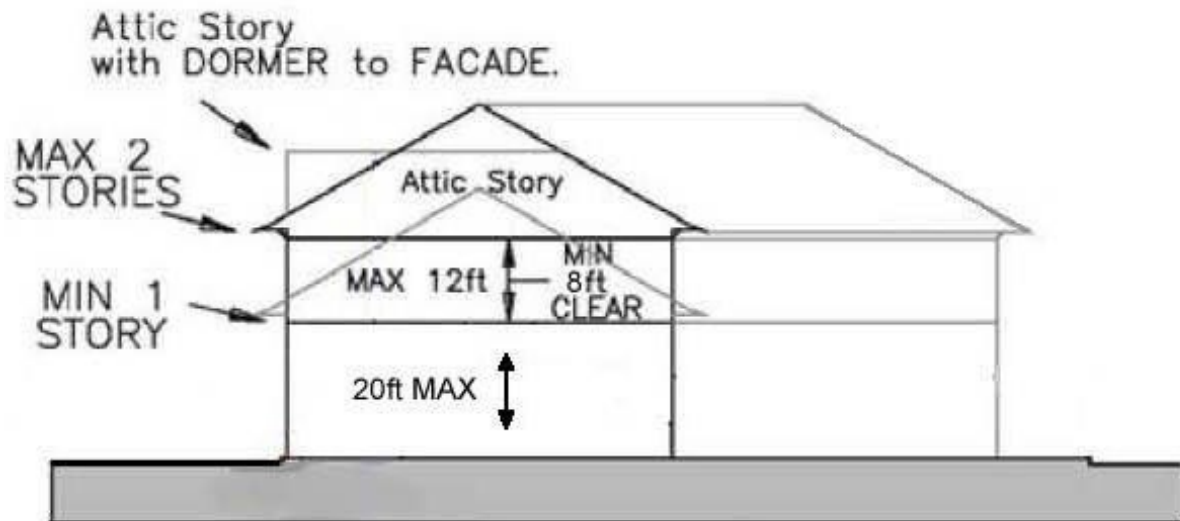 Attic Story
with DORMER to FACADE.
MAX 2
STORIES
Attic Story
MAX 12ft
MIN
8ft
CLEAR
MIN 1
STORY
20ft MAX